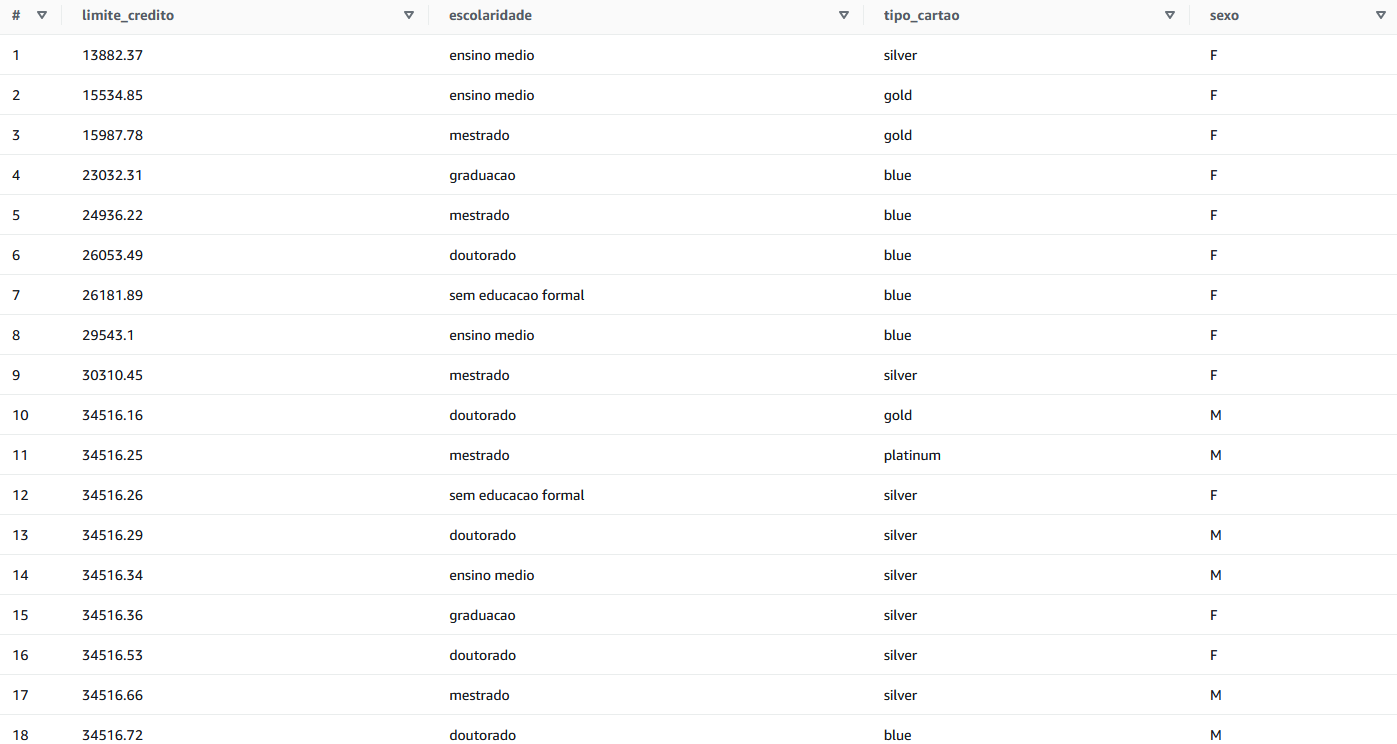 # limite_credito escolaridade tipo_cartao sexo
1 13882.37 ensino medio silver F
2 15534.85 ensino medio gold F
3 15987.78 mestrado gold F
4 23032.31 graduacao blue F
5 24936.22 mestrado blue F
6 26053.49 doutorado blue F
7 26181.89 sem educacao formal blue F
8 29543.1 ensino medio blue F
9 30310.45 mestrado silver F
10 34516.16 doutorado gold M
11 34516.25 mestrado platinum M
12 34516.26 sem educacao formal silver F
13 34516.29 doutorado silver M
14 34516.34 ensino medio silver M
15 34516.36 graduacao silver F
16 34516.53 doutorado silver F
17 34516.66 mestrado silver M
18 34516.72 doutorado blue M